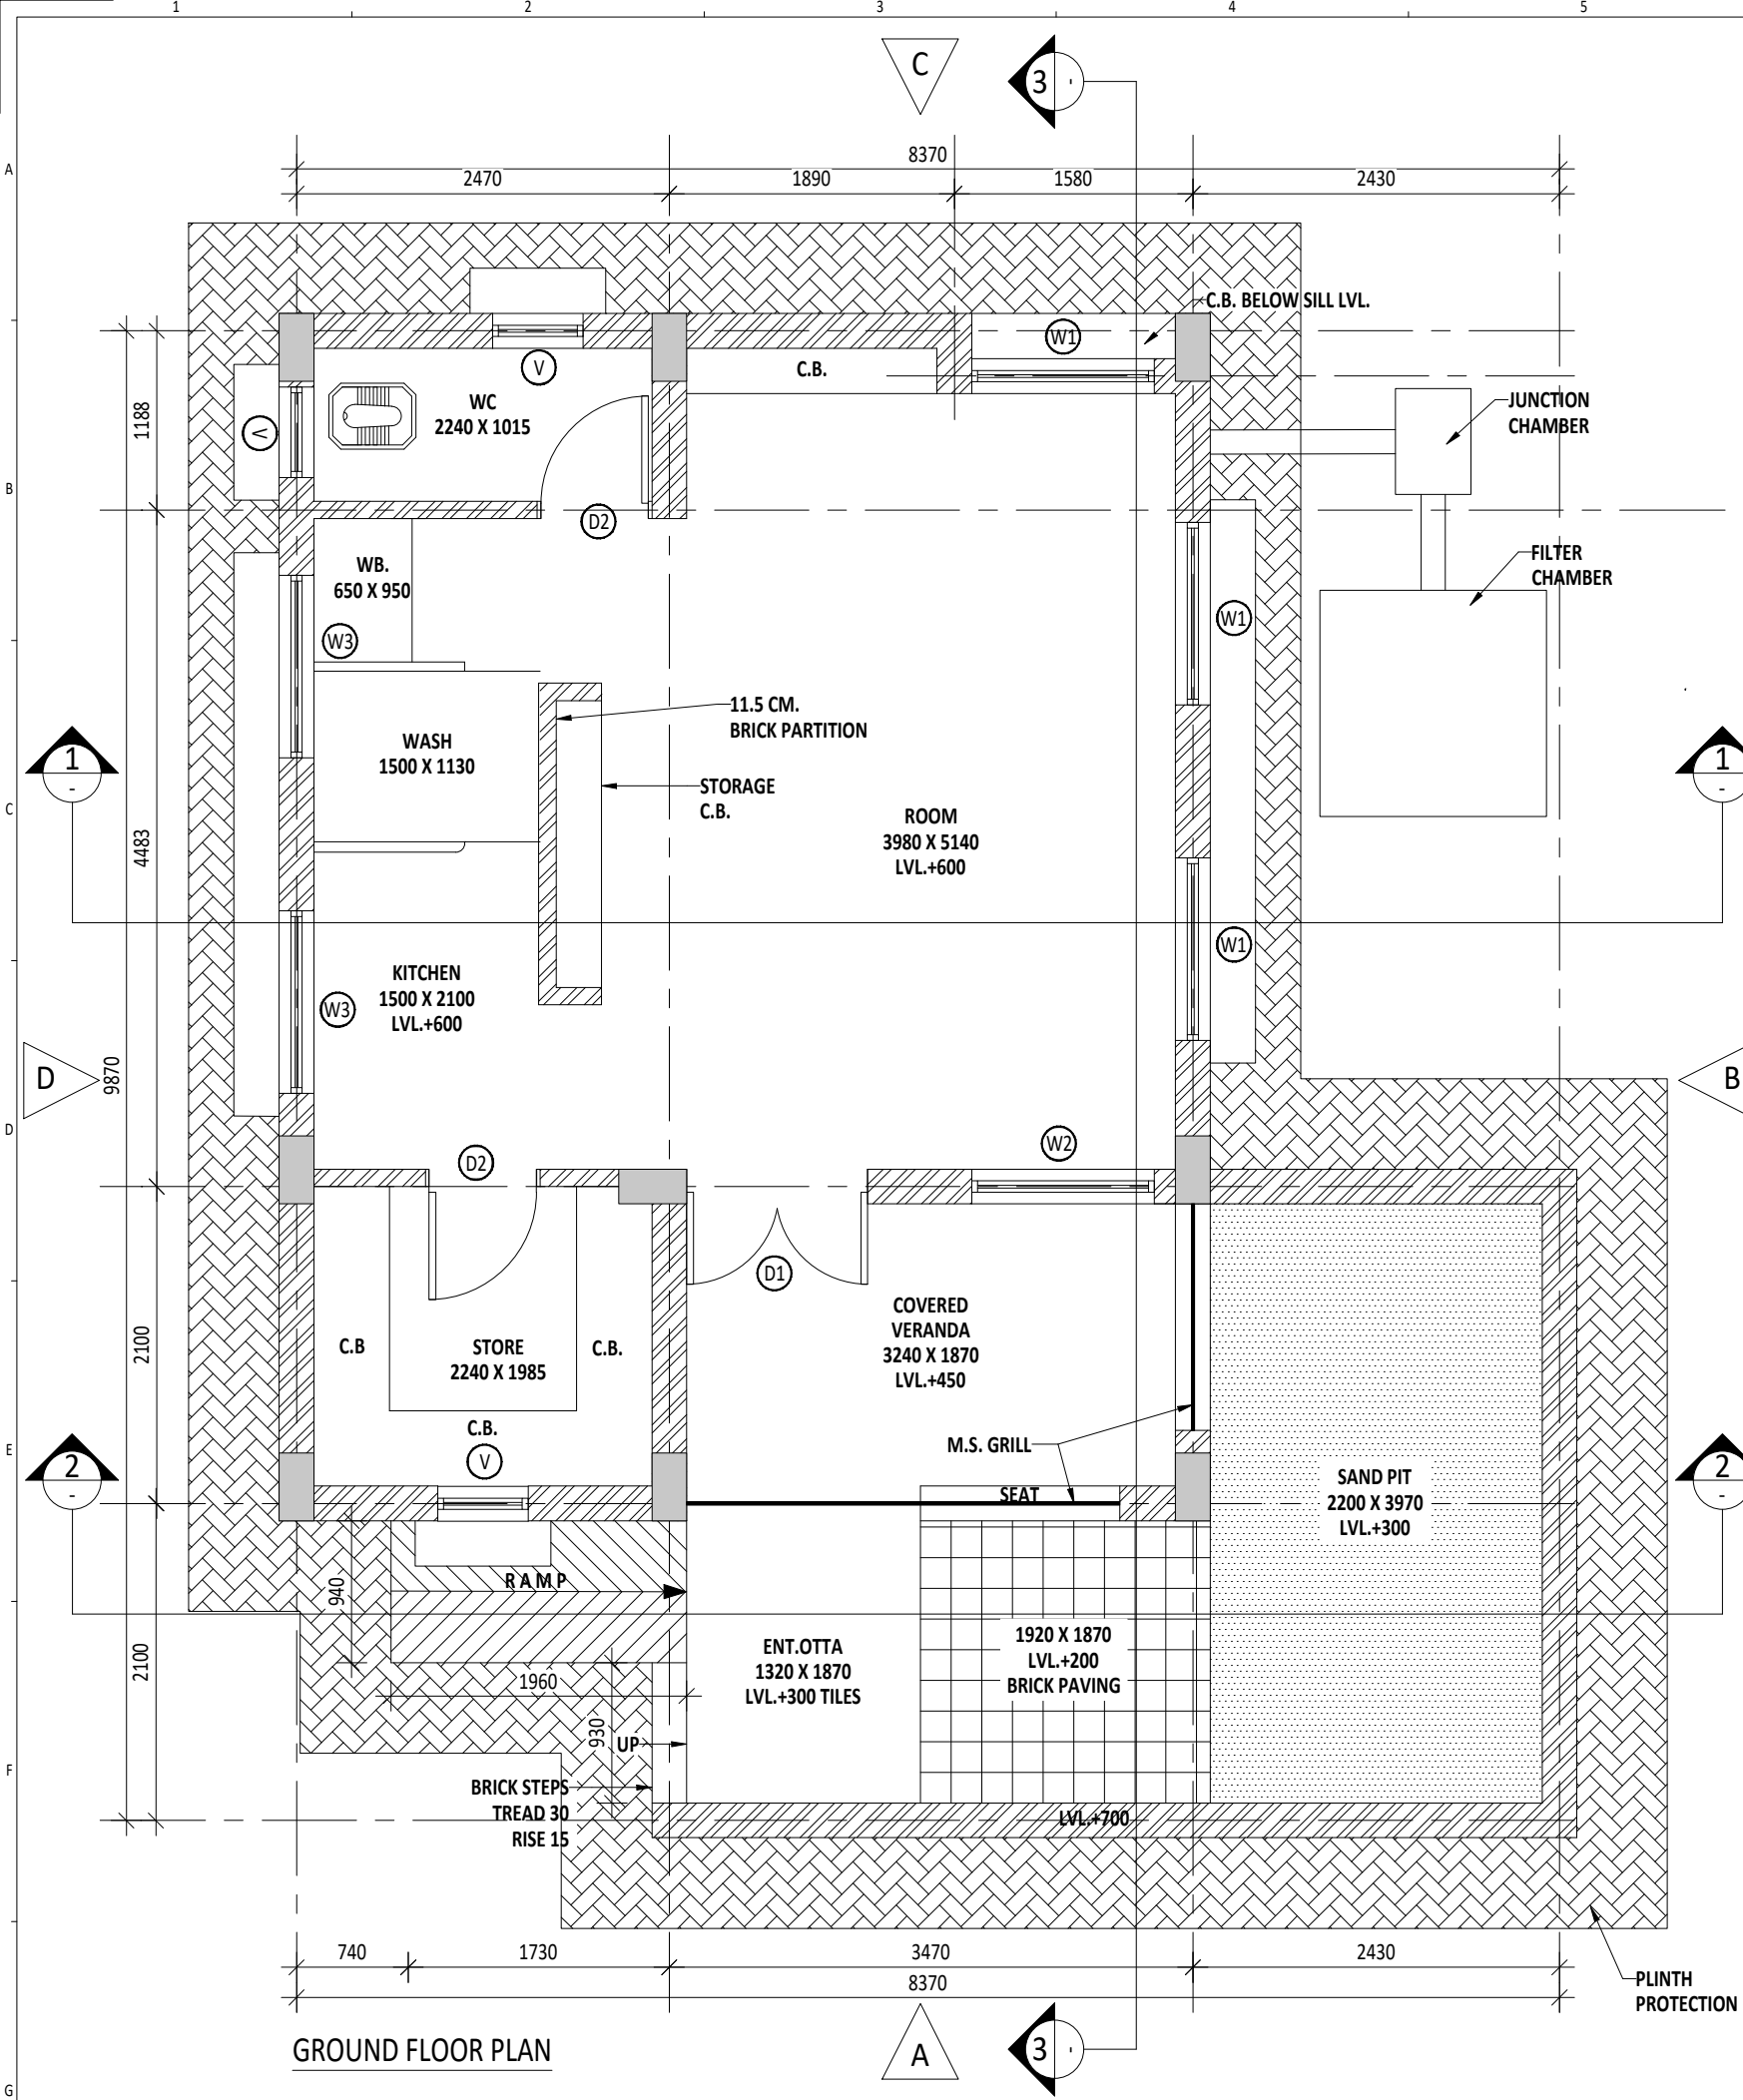 1 2 3 4 5
C
3
8370
2470 1890 1580 2430
A
C.B. BELOW SILL LVL.
W1
V
C.B.
WC
2240 X 1015
V
1188
JUNCTION
CHAMBER
B
D2
WB.
650 X 950
FILTER
CHAMBER
W3
W1
11.5 CM.
BRICK PARTITION
WASH
1500 X 1130
1
-
1
-
STORAGE
C.B.
C
ROOM
3980 X 5140
LVL.+600
4483
W1
KITCHEN
1500 X 2100
LVL.+600
W3
D
9870
B
D
D2
W2
D1
COVERED
VERANDA
3240 X 1870
LVL.+450
2100
C.B
STORE
2240 X 1985
C.B.
C.B.
V
E
M.S. GRILL
2
-
2
-
SEAT
SAND PIT
2200 X 3970
LVL.+300
RAMP
940
2100
ENT.OTTA
1320 X 1870
LVL.+300 TILES
1920 X 1870
LVL.+200
BRICK PAVING
1960
930
UP
F
BRICK STEPS
TREAD 30
RISE 15
LVL.+700
740 1730 3470 2430
8370
PLINTH
PROTECTION
GROUND FLOOR PLAN
A
3
G